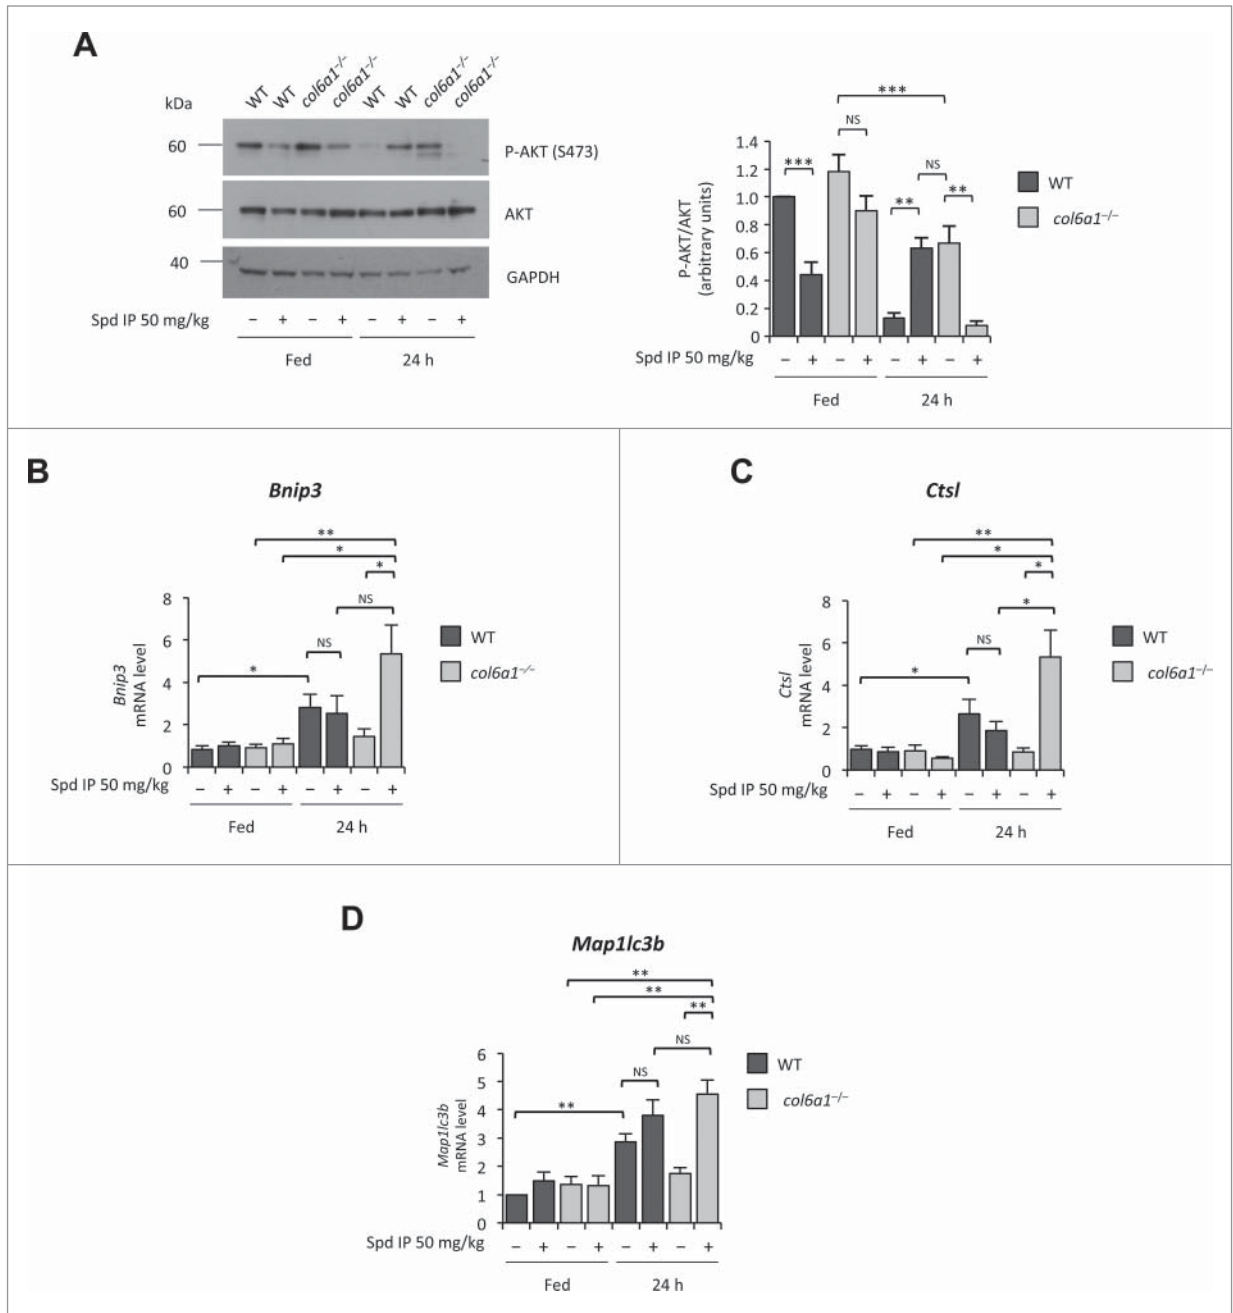 A
WT WT col6a1–/– col6a1–/– WT WT col6a1–/– col6a1–/–
kDa
60
P-AKT (S473)
60
AKT
40
GAPDH
Spd IP 50 mg/kg – + – + – + – +
Fed 24 h
***
NS
1.4
1.2
1.0
0.8
0.6
0.4
0.2
0
***
**
NS
**
P-AKT/AKT
(arbitrary units)
WT
col6a1–/–
Spd IP 50 mg/kg – + – + – + – +
Fed 24 h
B
Bnip3
**
*
*
NS
NS
*
8
6
4
2
0
Bnip3
mRNA level
WT
col6a1–/–
Spd IP 50 mg/kg – + – + – + – +
Fed 24 h
C
Ctsl
**
*
*
*
NS
*
8
6
4
2
0
Ctsl
mRNA level
WT
col6a1–/–
Spd IP 50 mg/kg – + – + – + – +
Fed 24 h
D
Map1lc3b
**
**
**
NS
NS
**
6
5
4
3
2
1
0
Map1lc3b
mRNA level
WT
col6a1–/–
Spd IP 50 mg/kg – + – + – + – +
Fed 24 h